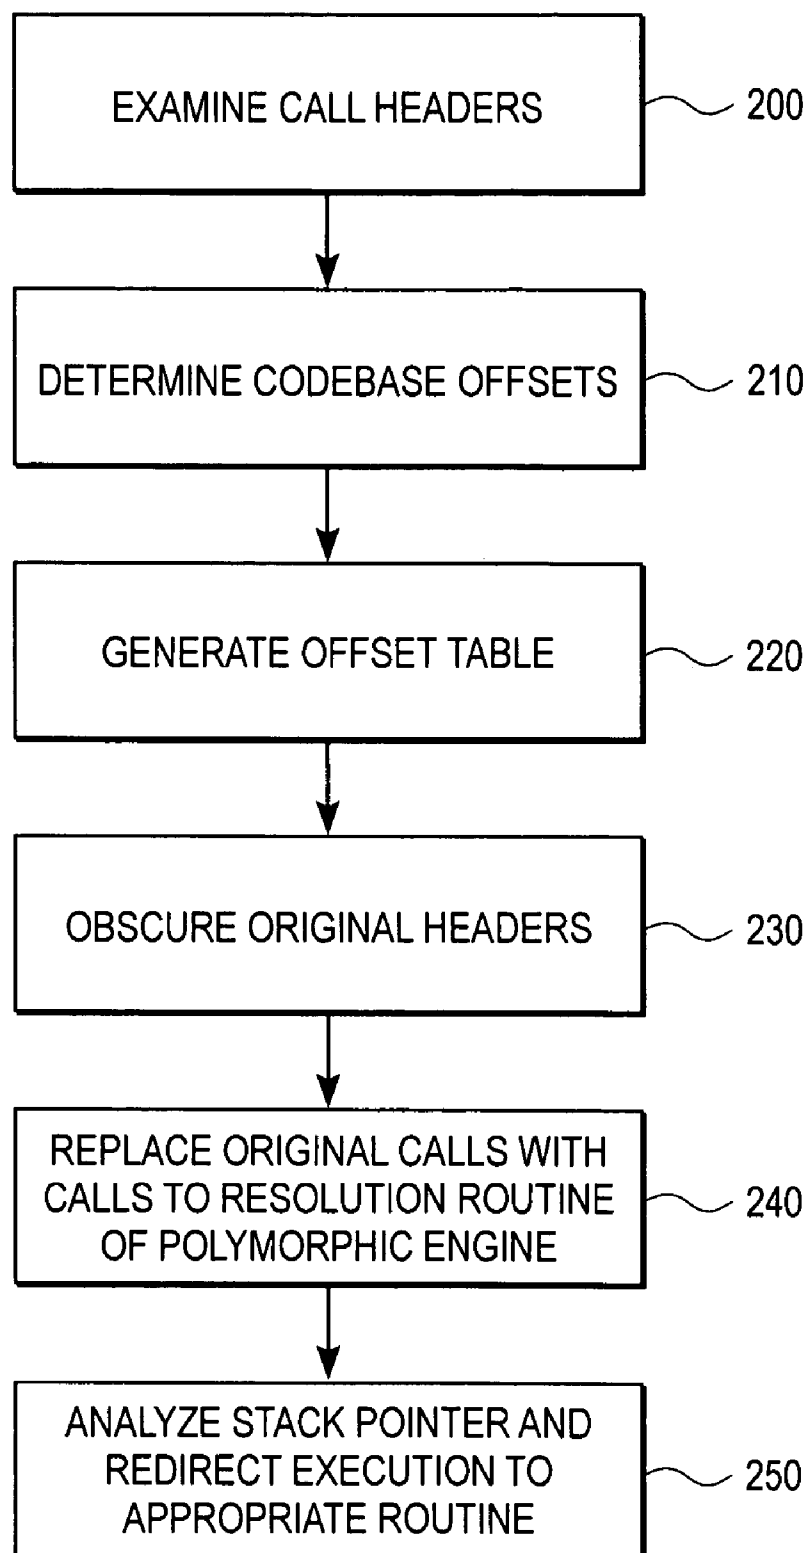 EXAMINE CALL HEADERS
200
DETERMINE CODEBASE OFFSETS
210
GENERATE OFFSET TABLE
220
OBSCURE ORIGINAL HEADERS
230
REPLACE ORIGINAL CALLS WITH
CALLS TO RESOLUTION ROUTINE
OF POLYMORPHIC ENGINE
240
ANALYZE STACK POINTER AND
REDIRECT EXECUTION TO
APPROPRIATE ROUTINE
250